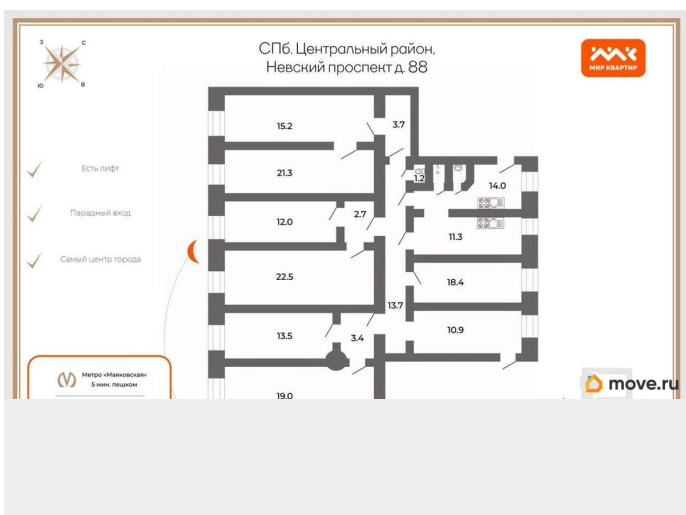 СПб. Центральный район,
Невский проспект д. 88
МИР КВАРТИР
З
С
Ю
В
Есть лифт
Парадный вход
Самый центр города
Метро «Маяковская»
5 мин. пешком
15.2
3.7
21.3
1.2
14.0
12.0
2.7
11.3
22.5
18.4
13.7
13.5
3.4
10.9
19.0
move.ru